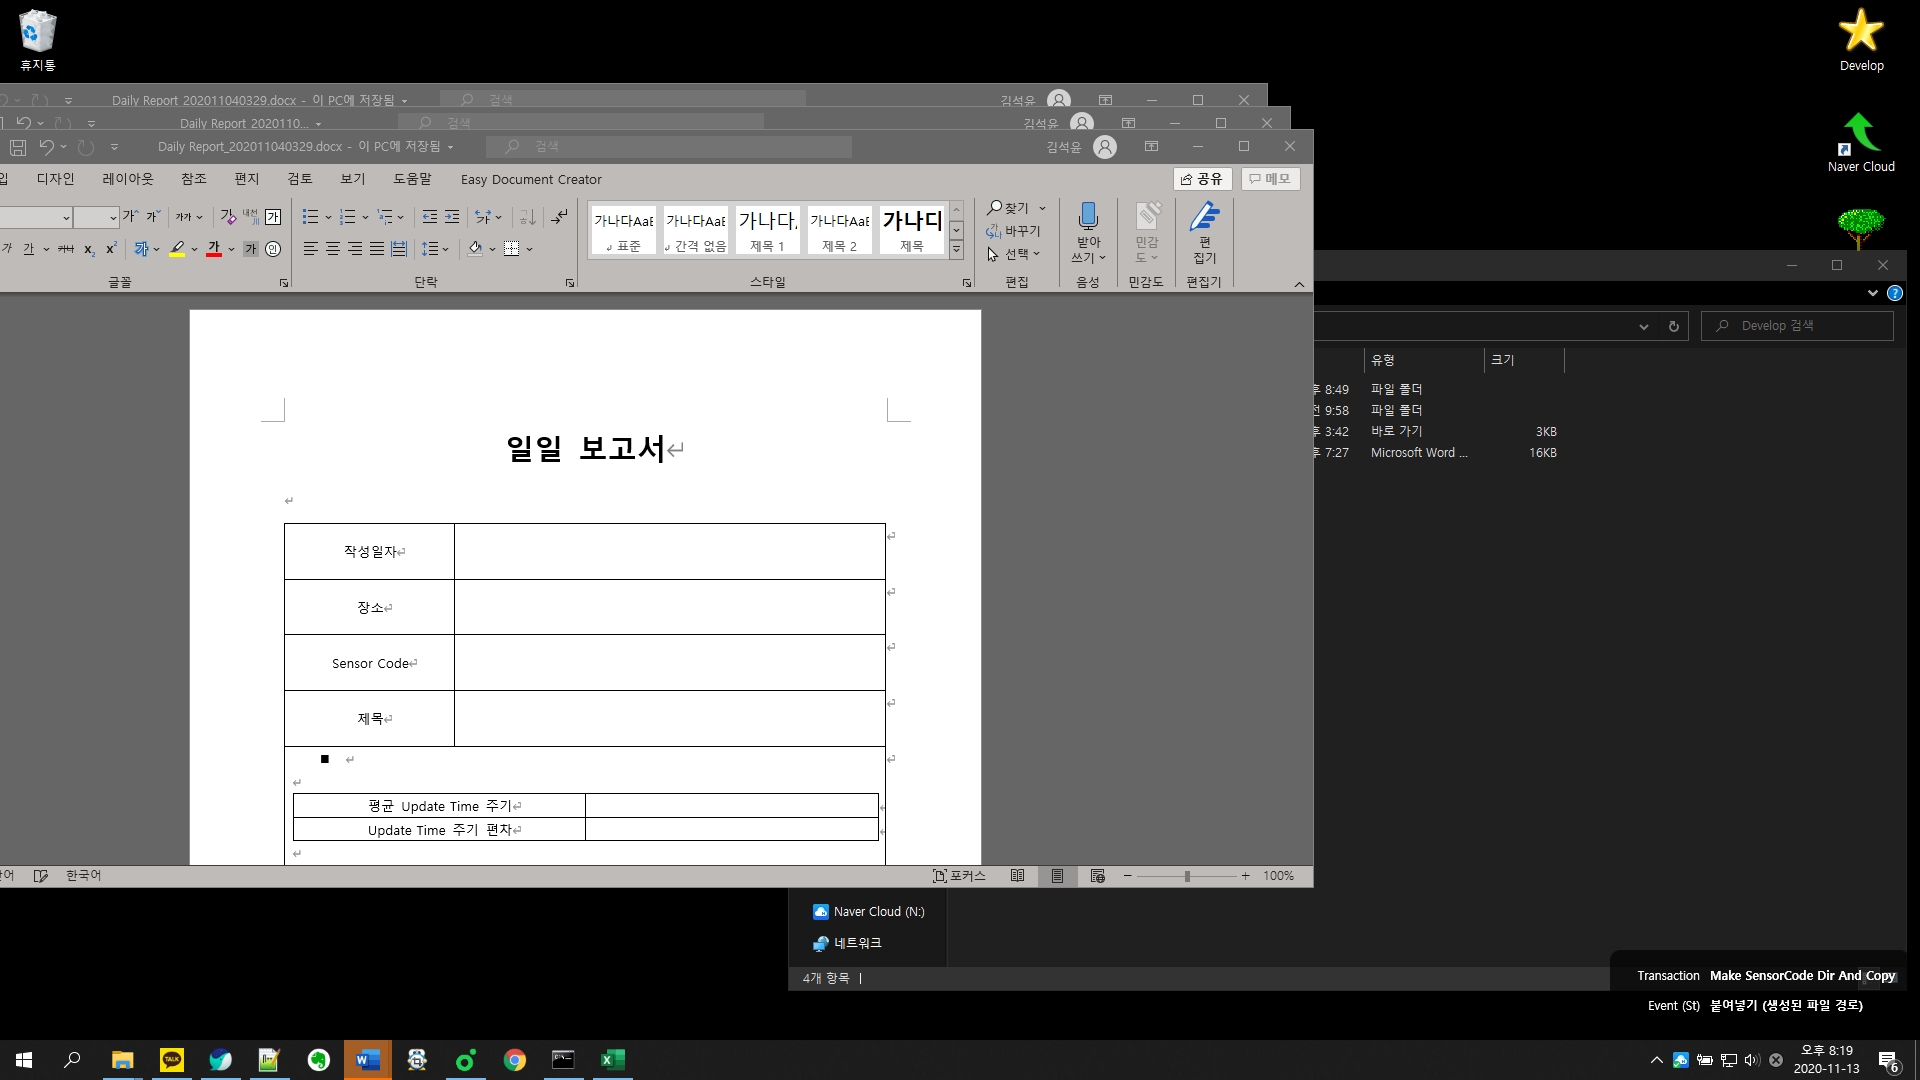 휴지통
Develop
Naver Cloud
Daily Report_202011040329.docx - 이 PC에 저장됨
검색
김석윤
Daily Report_2020110...
검색
김석윤
Daily Report_202011040329.docx - 이 PC에 저장됨
검색
김석윤
디자인 레이아웃 참조 편지 검토 보기 도움말 Easy Document Creator
공유 메모
가나다AaB 가나다AaB 가나다 가나다AaB 가나다
표준 간격 없음 제목 1 제목 2 제목
찾기
바꾸기
선택
받아
쓰기
민감
도
편
집기
글꼴 단락 스타일 편집 음성 민감도 편집기
Develop 검색
유형 크기
8:49 파일 폴더
9:58 파일 폴더
3:42 바로 가기 3KB
7:27 Microsoft Word ... 16KB
일일 보고서
작성일자
장소
Sensor Code
제목
평균 Update Time 주기
Update Time 주기 편차
한국어
포커스
100%
Naver Cloud (N:)
네트워크
4개 항목
Transaction Make SensorCode Dir And Copy
Event (St) 붙여넣기 (생성된 파일 경로)
TALK
오후 8:19
2020-11-13
6